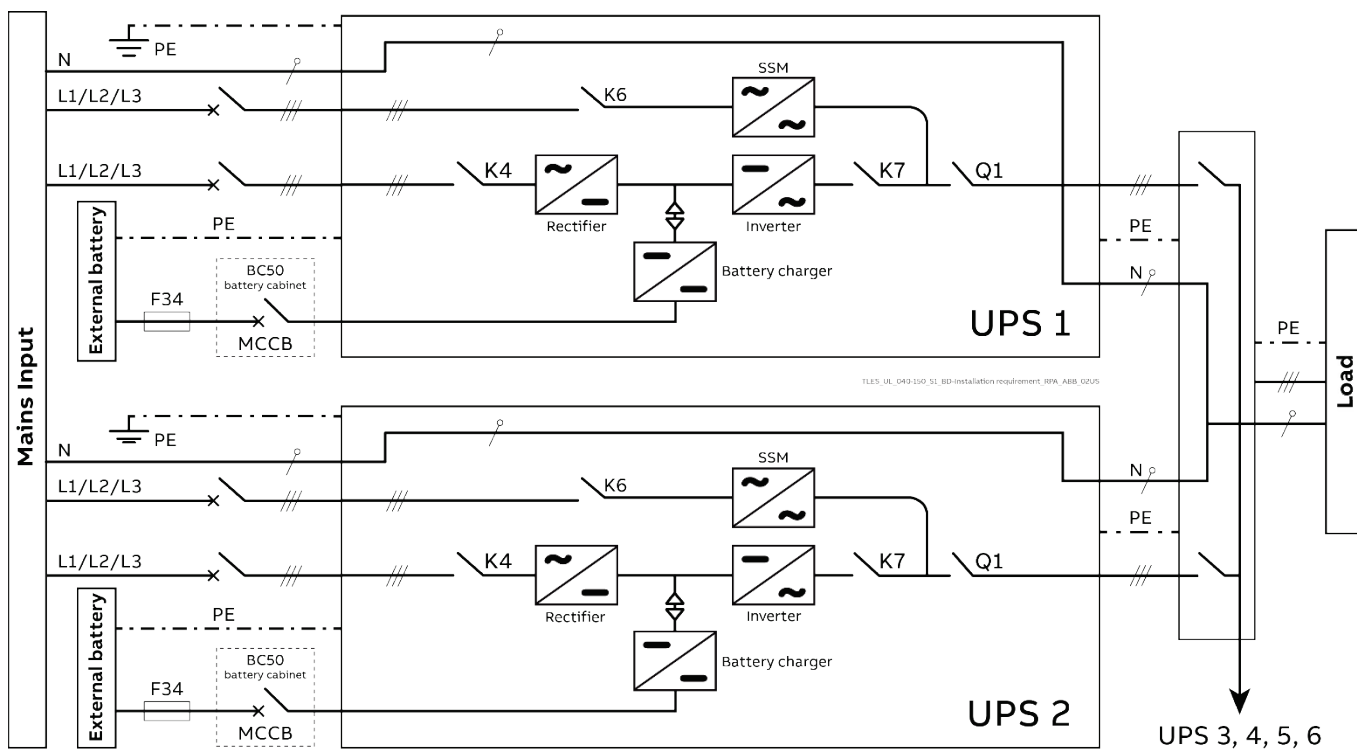 Mains Input
PE
N
L1/L2/L3
L1/L2/L3
K6
SSM
K4
Rectifier
Inverter
K7
Q1
External battery
PE
F34
BC50
battery cabinet
MCCB
Battery charger
UPS 1
PE
N
PE
Load
TLES_UL_040-150_S1_BD-Installation requirement_RPA_ABB_02US
PE
N
L1/L2/L3
L1/L2/L3
K6
SSM
K4
Rectifier
Inverter
K7
Q1
External battery
PE
F34
BC50
battery cabinet
MCCB
Battery charger
UPS 2
N
PE
UPS 3, 4, 5, 6